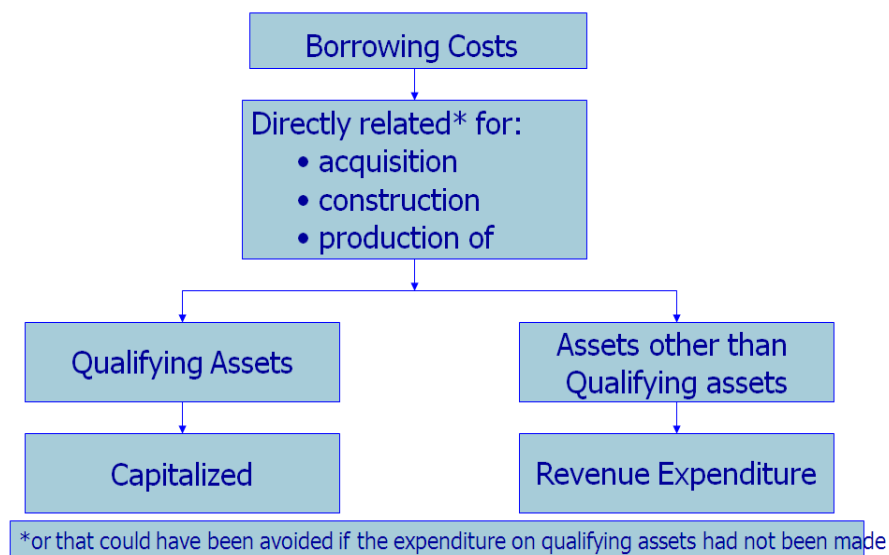 Borrowing Costs
Directly related* for:
• acquisition
• construction
• production of
Qualifying Assets
Assets other than
Qualifying assets
Capitalized
Revenue Expenditure
*or that could have been avoided if the expenditure on qualifying assets had not been made